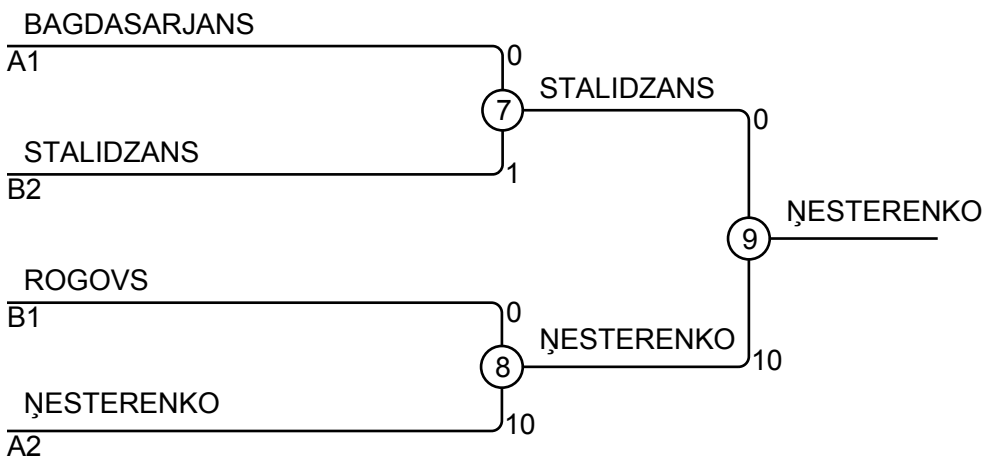 BAGDASARJANS
A1
0
7
STALIDZANS
0
STALIDZANS
B2
1
9
ŅESTERENKO
ROGOVS
B1
0
8
ŅESTERENKO
10
ŅESTERENKO
A2
10